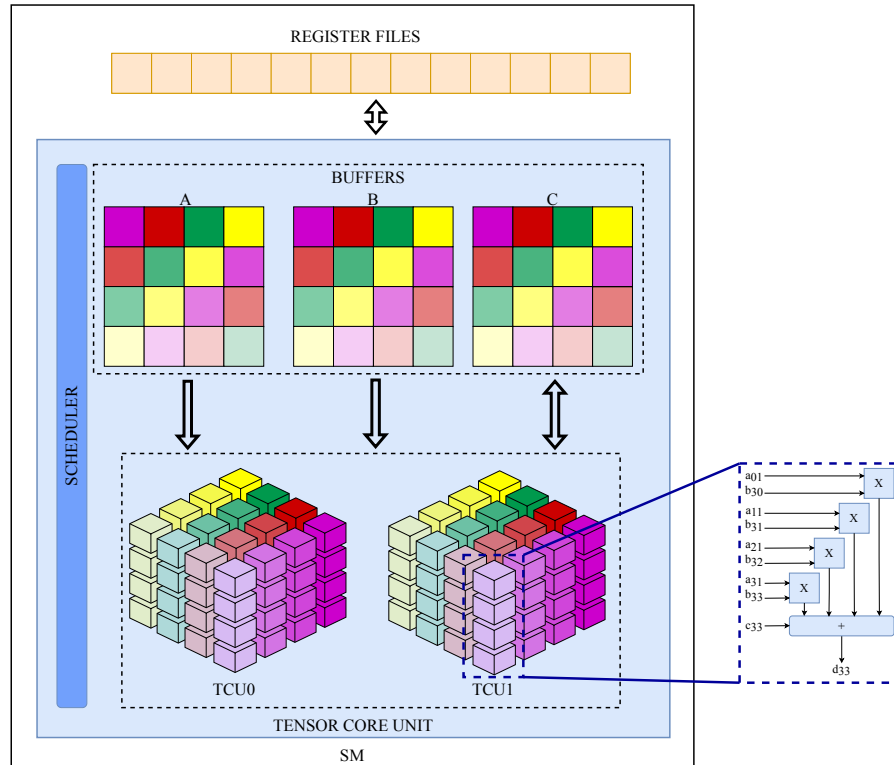 REGISTER FILES
BUFFERS
A B C
SCHEDULER
TCU0 TCU1
TENSOR CORE UNIT
SM
a01
b30
X
a11
b31
X
a21
b32
X
a31
b33
X
c33
+
d33